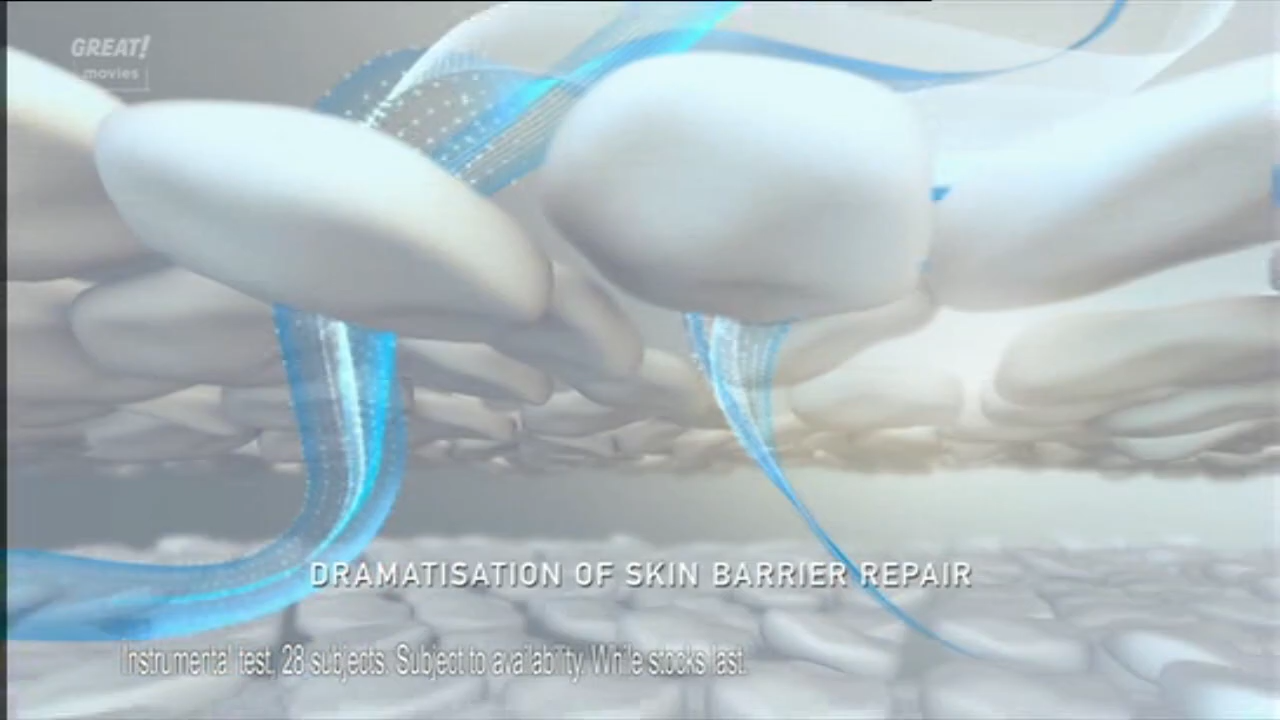 GREAT!
movies
DRAMATISATION OF SKIN BARRIER REPAIR
Instrumental test, 28 subjects. Subject to availability. While stocks last.